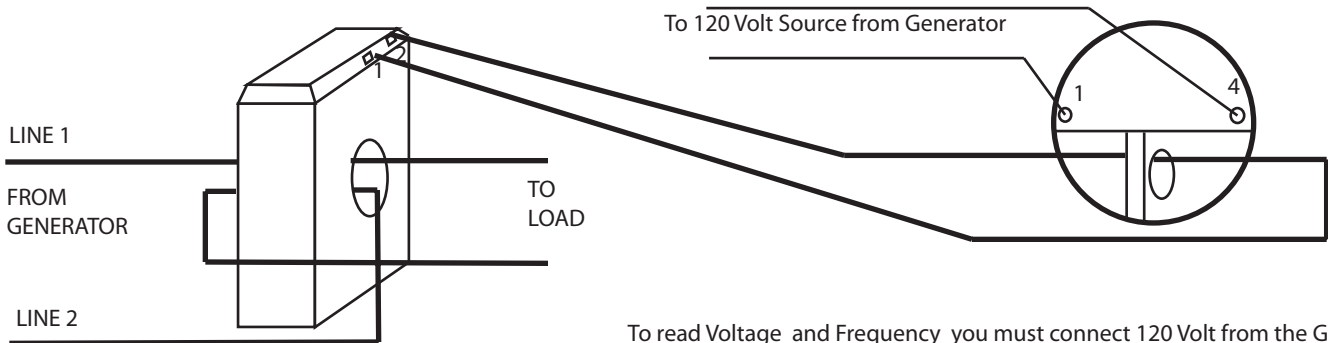 To 120 Volt Source from Generator
1
2
1
4
LINE 1
FROM
GENERATOR
TO
LOAD
LINE 2
To read Voltage and Frequency you must connect 120 Volt from the G